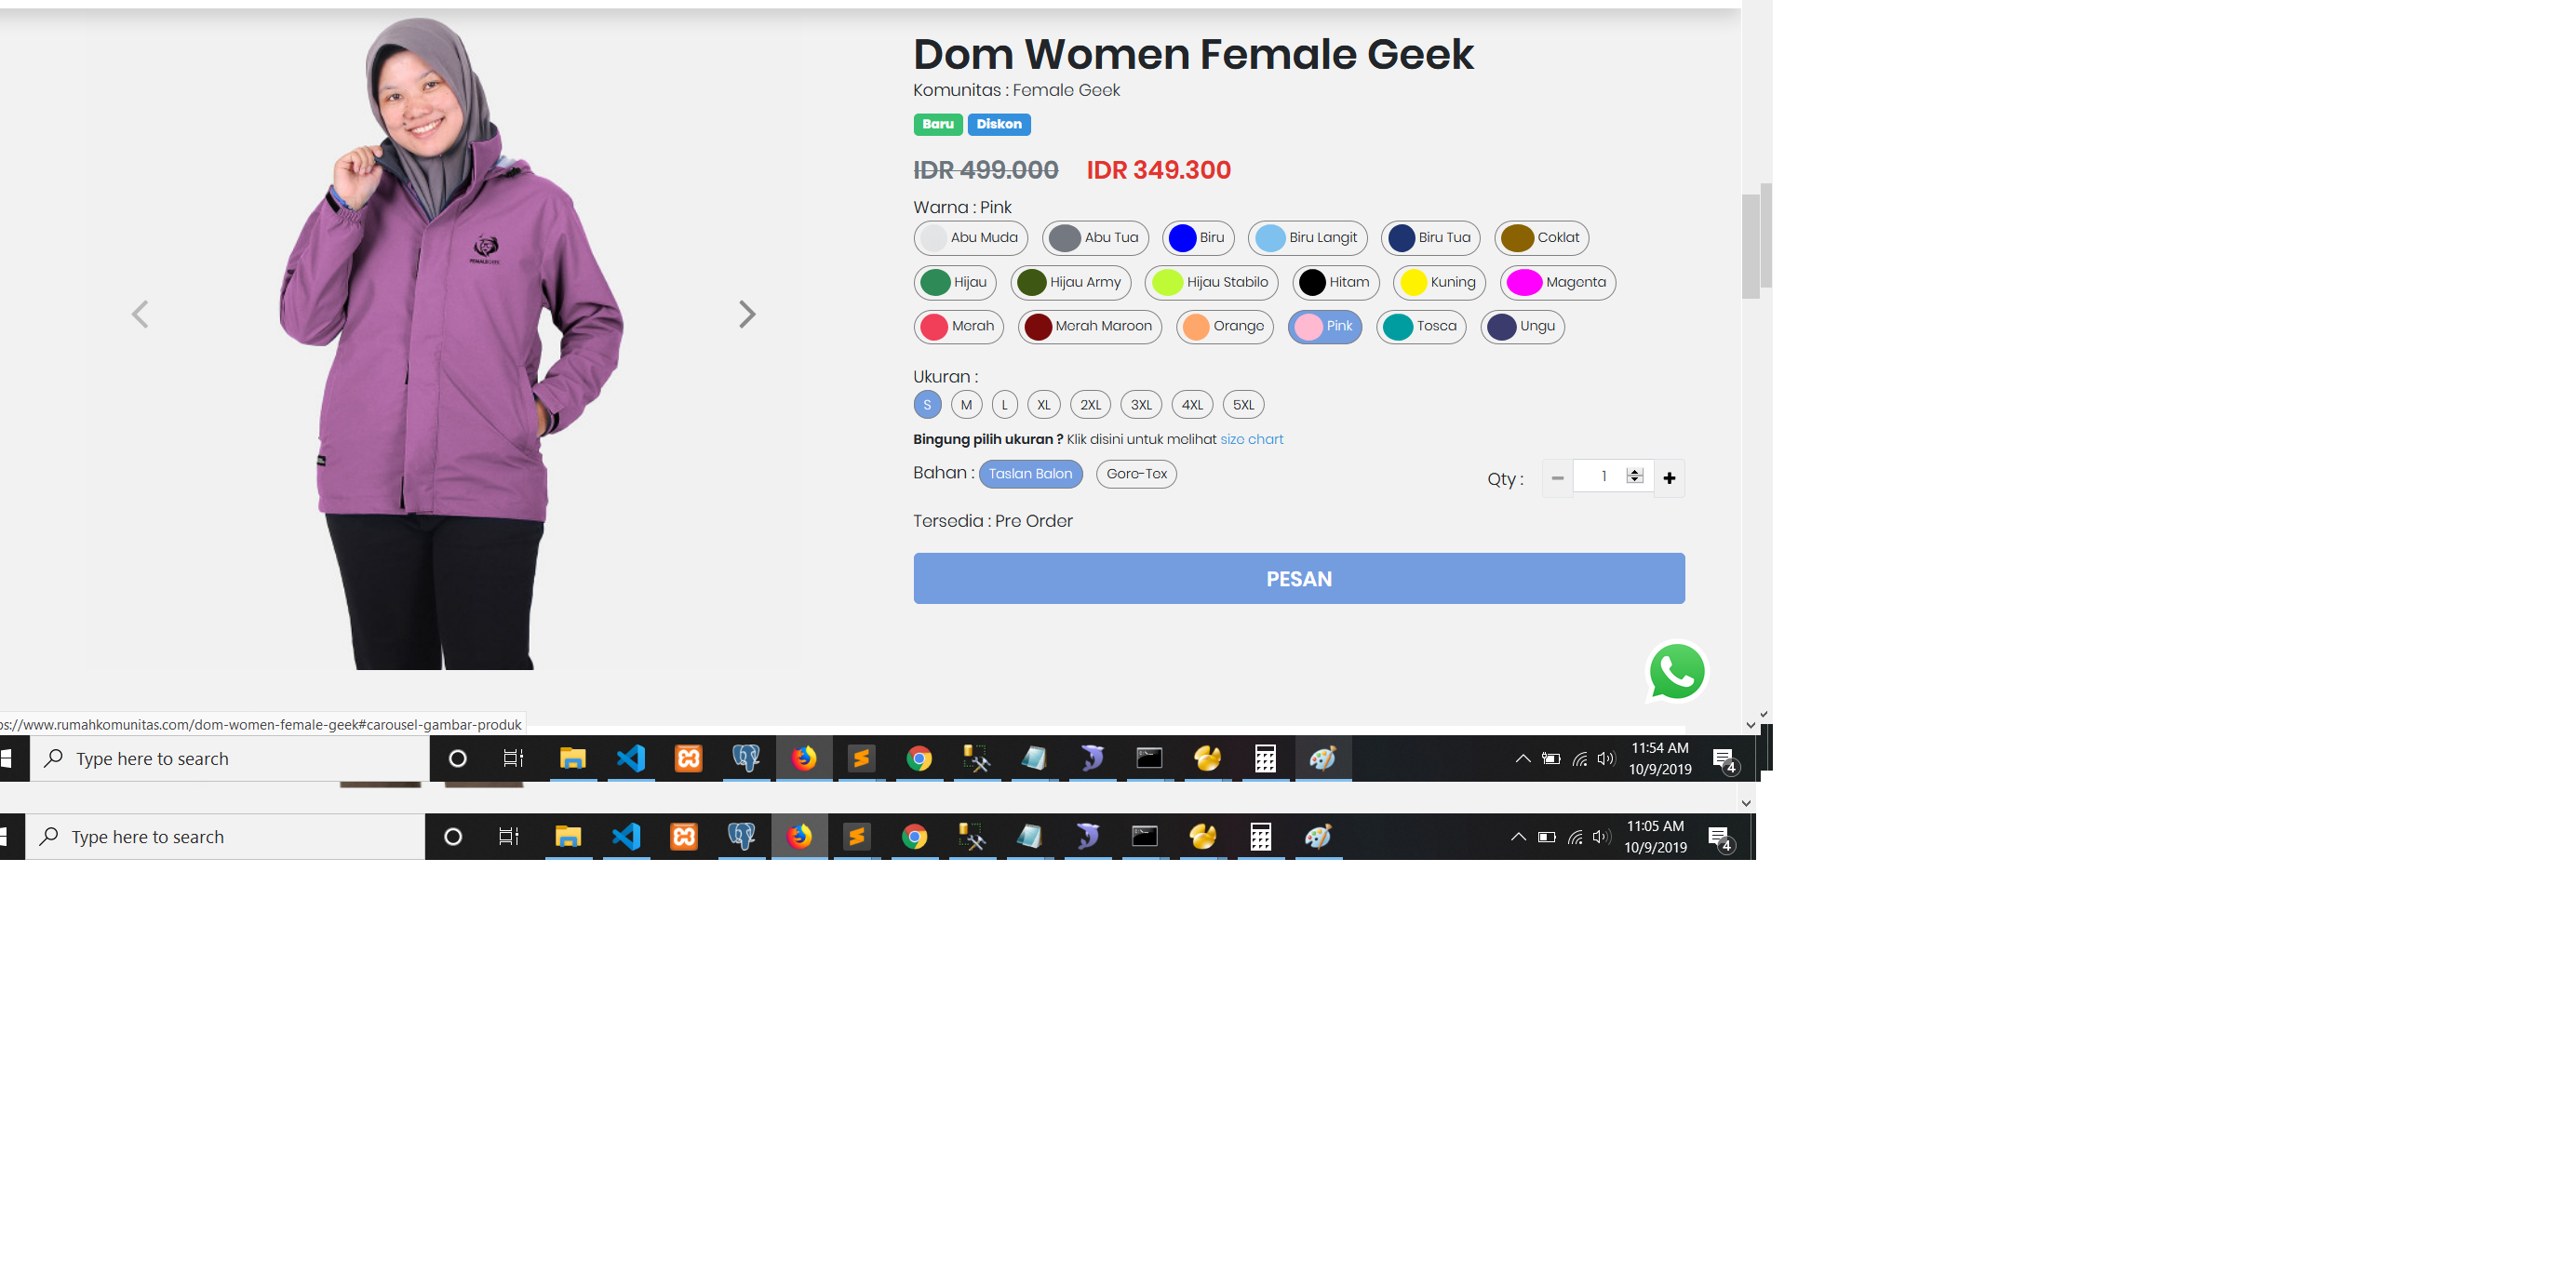 Dom Women Female Geek
Komunitas : Female Geek
Baru Diskon
IDR 499.000 IDR 349.300
Warna : Pink
Abu Muda Abu Tua Biru Biru Langit Biru Tua Coklat
Hijau Hijau Army Hijau Stabilo Hitam Kuning Magenta
Merah Merah Maroon Orange Pink Tosca Ungu
Ukuran :
S M L XL 2XL 3XL 4XL 5XL
Bingung pilih ukuran ? Klik disini untuk melihat size chart
Bahan : Taslan Balon Gore-Tex Qty : 1
Tersedia : Pre Order
PESAN
FEMALEGEEK
ps://www.rumahkomunitas.com/dom-women-female-geek#carousel-gambar-produk
Type here to search
11:54 AM
10/9/2019
4
Type here to search
11:05 AM
10/9/2019
4